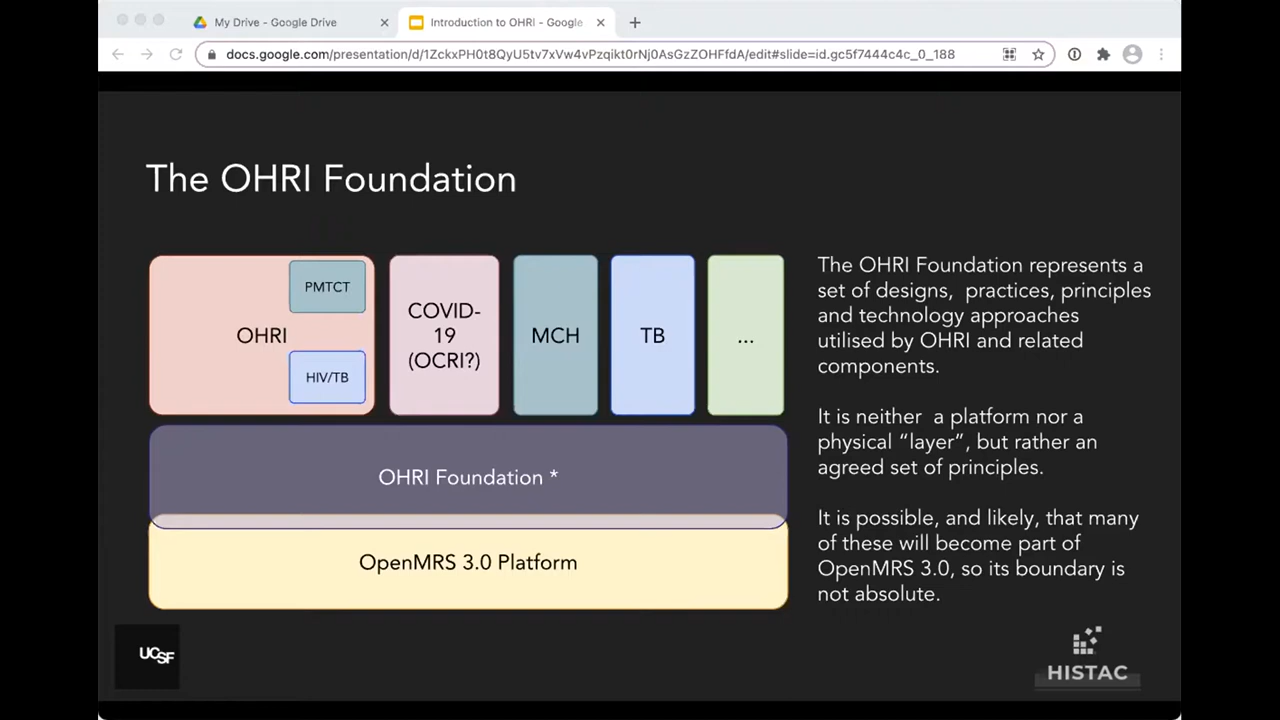 My Drive - Google Drive
Introduction to OHRI - Google
docs.google.com/presentation/d/1ZckxPH0t8QyU5tv7xVw4vPzqikt0rNj0AsGzZOHFfdA/edit#slide=id.gc5f7444c4c_0_188
The OHRI Foundation
OHRI
PMTCT
HIV/TB
COVID-
19
(OCRI?)
MCH
TB
...
OHRI Foundation *
OpenMRS 3.0 Platform
The OHRI Foundation represents a
set of designs, practices, principles
and technology approaches
utilised by OHRI and related
components.
It is neither a platform nor a
physical “layer”, but rather an
agreed set of principles.
It is possible, and likely, that many
of these will become part of
OpenMRS 3.0, so its boundary is
not absolute.
UCSF
HISTAC